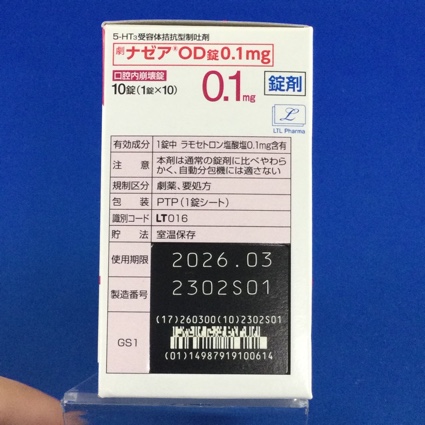 5-HT₃受容体拮抗型制吐剤
劇 ナゼア®OD錠0.1mg
口腔内崩壊錠
10錠(1錠×10)
0.1mg
錠剤
LTL Pharma
有効成分 1錠中 ラモセトロン塩酸塩0.1mg含有
注意 本剤は通常の錠剤に比べやわら
かく、自動分包機には適さない
規制区分 劇薬、要処方
包装 PTP(1錠シート)
識別コード LT016
貯法 室温保存
使用期限 2026.03
製造番号 2302S01
GS1
(17)260300(10)2302S01
(01)14987919100614